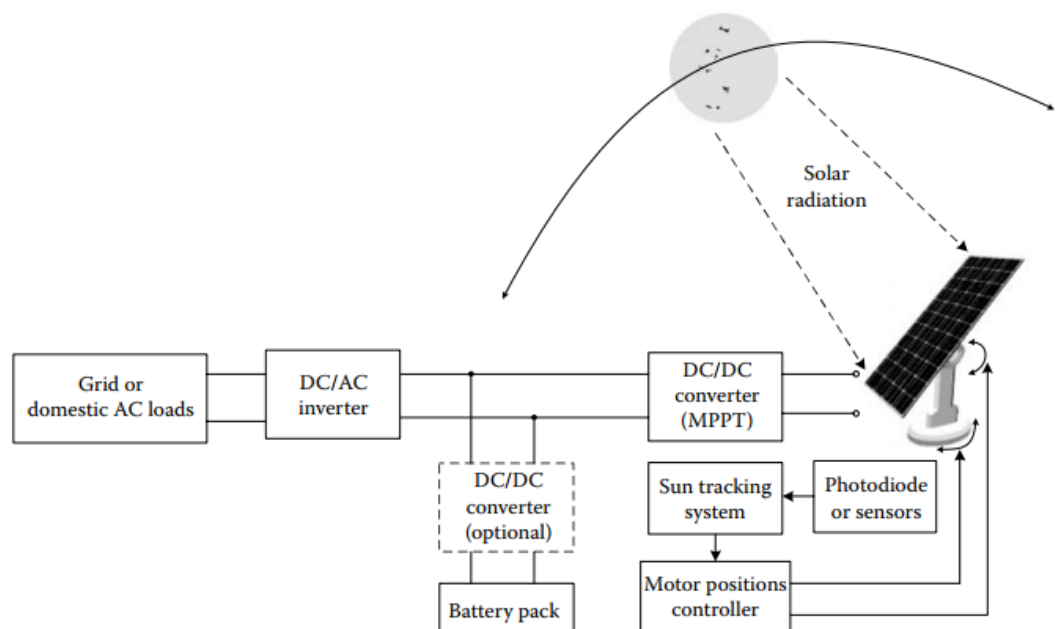 Solar
radiation
Grid or
domestic AC loads
DC/AC
inverter
DC/DC
converter
(MPPT)
DC/DC
converter
(optional)
Battery pack
Sun tracking
system
Photodiode
or sensors
Motor positions
controller